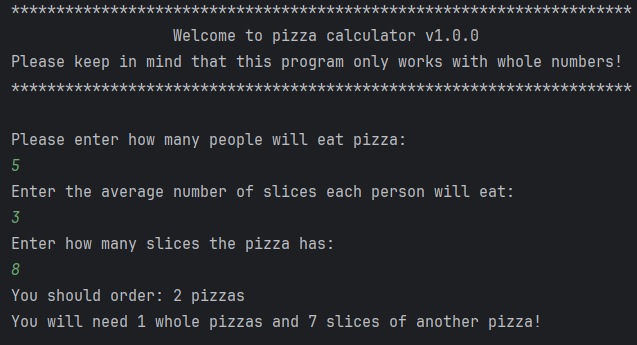 *********************************************************************
Welcome to pizza calculator v1.0.0
Please keep in mind that this program only works with whole numbers!
*********************************************************************
Please enter how many people will eat pizza:
5
Enter the average number of slices each person will eat:
3
Enter how many slices the pizza has:
8
You should order: 2 pizzas
You will need 1 whole pizzas and 7 slices of another pizza!